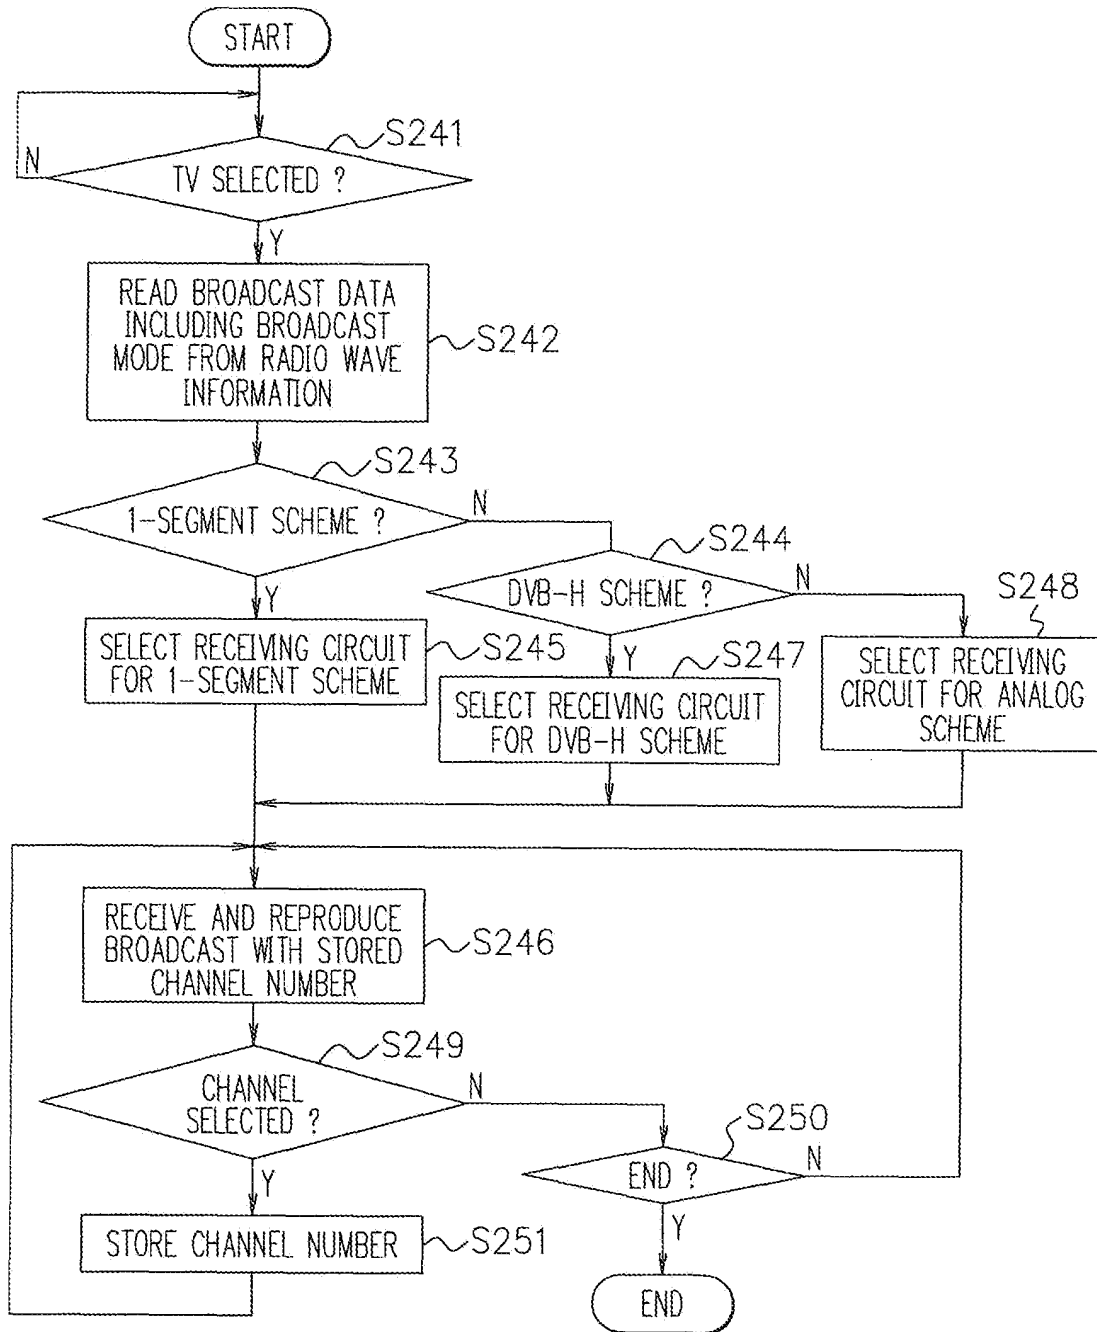 START
S241
N
TV SELECTED ?
Y
READ BROADCAST DATA
INCLUDING BROADCAST
MODE FROM RADIO WAVE
INFORMATION
S242
S243
N
1-SEGMENT SCHEME ?
Y
S244
N
DVB-H SCHEME ?
Y
S248
SELECT RECEIVING CIRCUIT
FOR 1-SEGMENT SCHEME
S245
S247
SELECT RECEIVING CIRCUIT
FOR DVB-H SCHEME
SELECT RECEIVING
CIRCUIT FOR ANALOG
SCHEME
RECEIVE AND REPRODUCE
BROADCAST WITH STORED
CHANNEL NUMBER
S246
S249
N
CHANNEL
SELECTED ?
Y
S250
N
END ?
Y
STORE CHANNEL NUMBER
S251
END